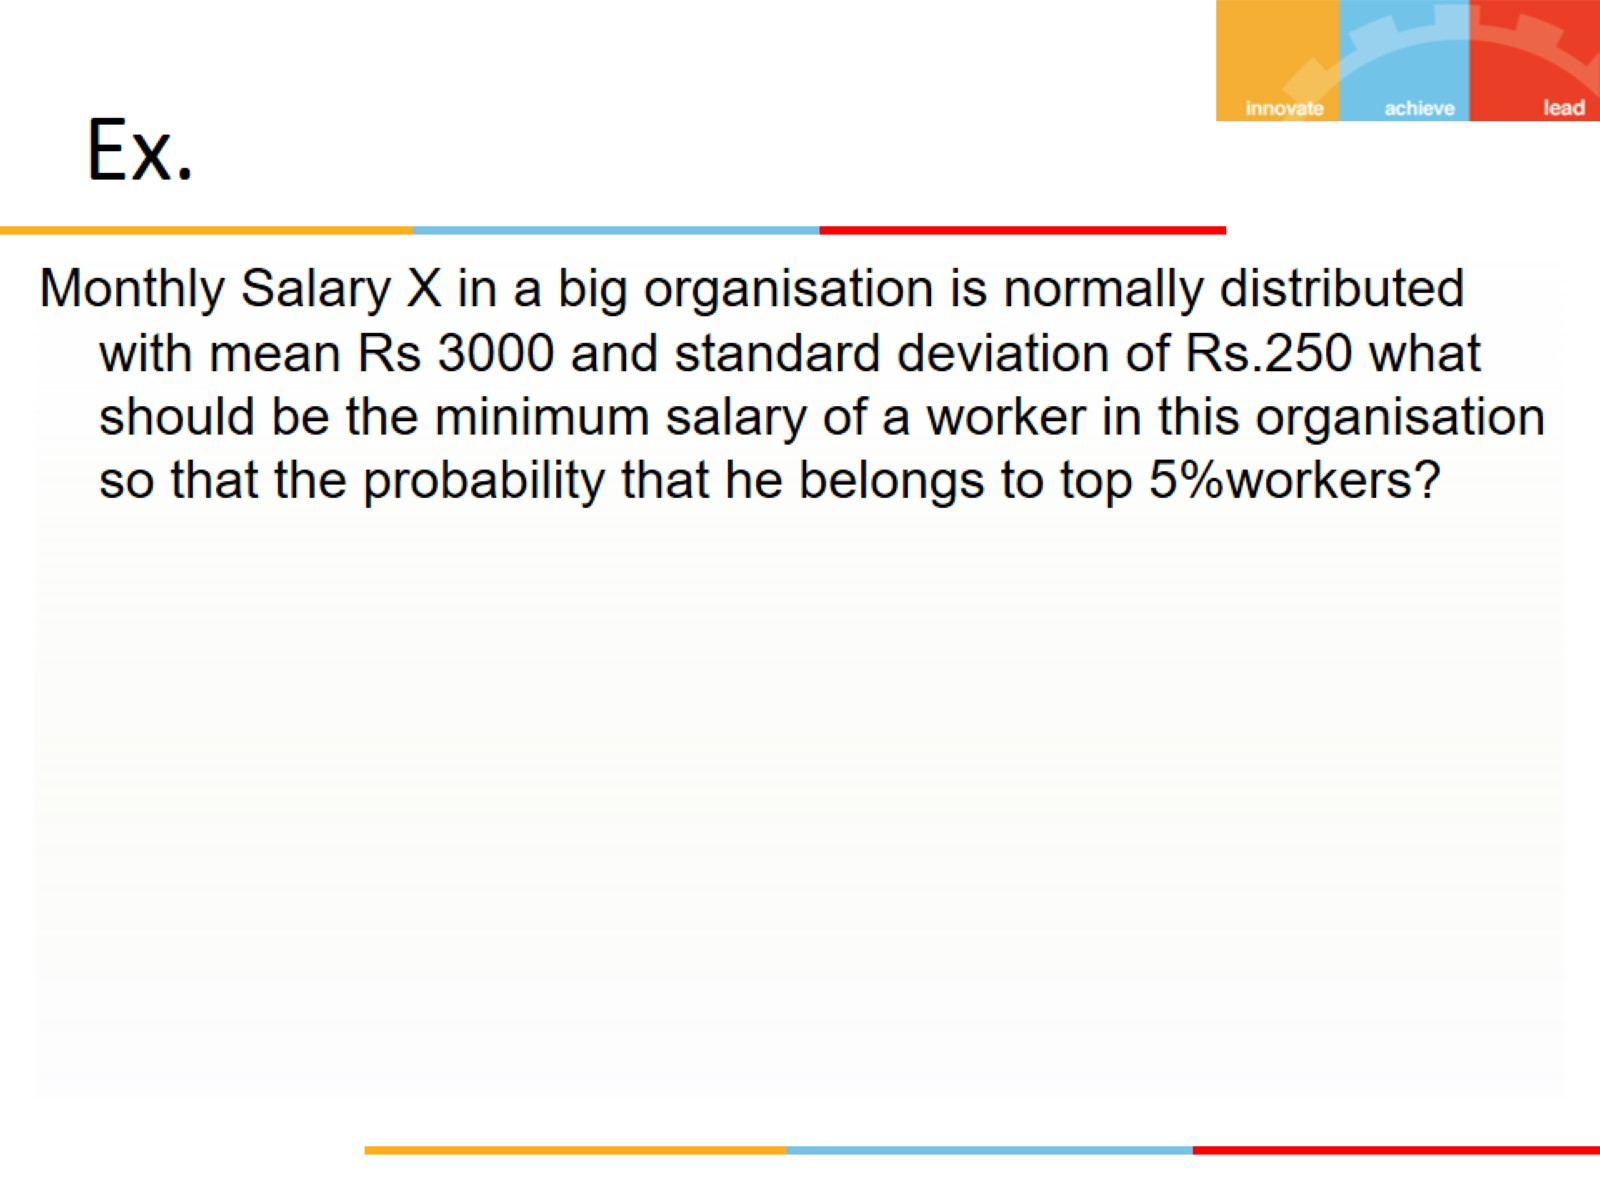 innovate achieve lead
Ex.
Monthly Salary X in a big organisation is normally distributed
with mean Rs 3000 and standard deviation of Rs.250 what
should be the minimum salary of a worker in this organisation
so that the probability that he belongs to top 5%workers?